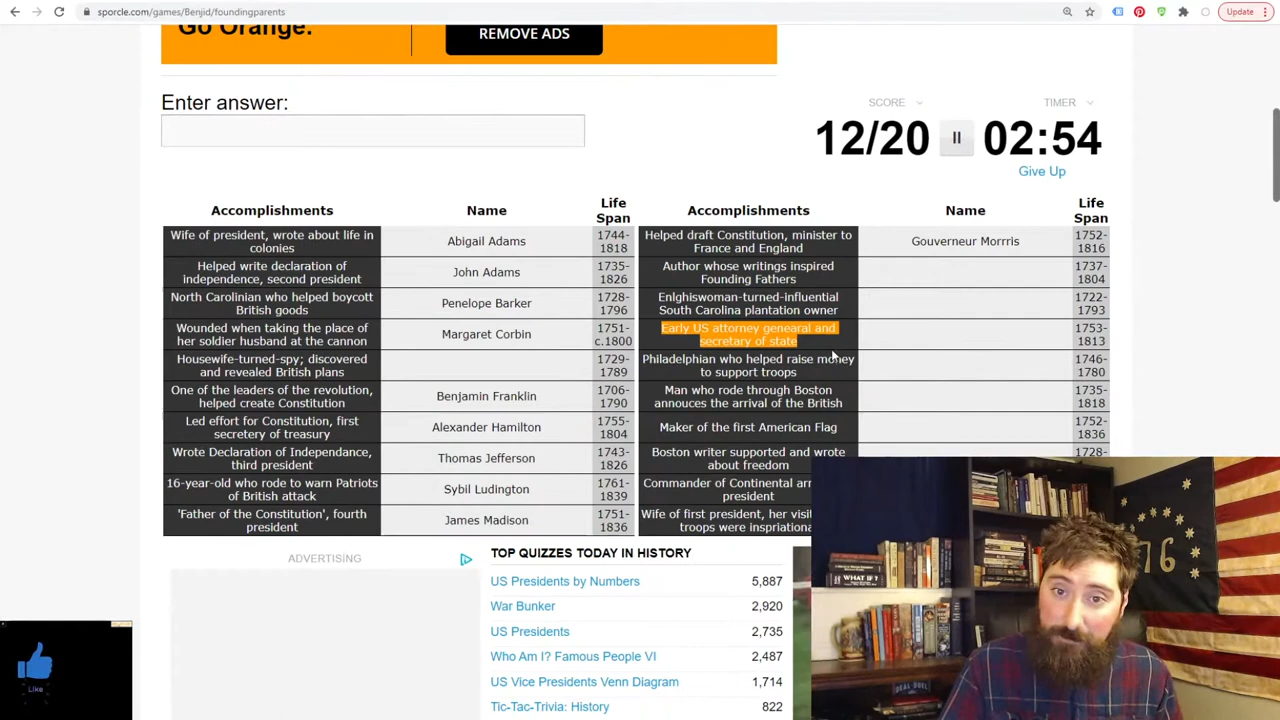 sporcle.com/games/Benjid/foundingparents
Update
Go Orange.
REMOVE ADS
Enter answer:
SCORE
TIMER
12/20
02:54
Give Up
Accomplishments
Name
Life
Span
Wife of president, wrote about life in
colonies
Abigail Adams
1744-
1818
Helped write declaration of
independence, second president
John Adams
1735-
1826
North Carolinian who helped boycott
British goods
Penelope Barker
1728-
1796
Wounded when taking the place of
her soldier husband at the cannon
Margaret Corbin
1751-
c.1800
Housewife-turned-spy; discovered
and revealed British plans
1729-
1789
One of the leaders of the revolution,
helped create Constitution
Benjamin Franklin
1706-
1790
Led effort for Constitution, first
secretery of treasury
Alexander Hamilton
1755-
1804
Wrote Declaration of Independance,
third president
Thomas Jefferson
1743-
1826
16-year-old who rode to warn Patriots
of British attack
Sybil Ludington
1761-
1839
'Father of the Constitution', fourth
president
James Madison
1751-
1836
Accomplishments
Name
Life
Span
Helped draft Constitution, minister to
France and England
Gouverneur Morrris
1752-
1816
Author whose writings inspired
Founding Fathers
1737-
1804
Enlghiswoman-turned-influential
South Carolina plantation owner
1722-
1793
Early US attorney genearal and
secretary of state
1753-
1813
Philadelphian who helped raise money
to support troops
1746-
1780
Man who rode through Boston
annouces the arrival of the British
1735-
1818
Maker of the first American Flag
1752-
1836
Boston writer supported and wrote
about freedom
1728-
Commander of Continental
president
Wife of first president, her
troops were
ADVERTISING
TOP QUIZZES TODAY IN HISTORY
US Presidents by Numbers 5,887
War Bunker 2,920
US Presidents 2,735
Who Am I? Famous People VI 2,487
US Vice Presidents Venn Diagram 1,714
Tic-Tac-Trivia: History 822
Like
WHAT IF?
DEAL DUEL
76